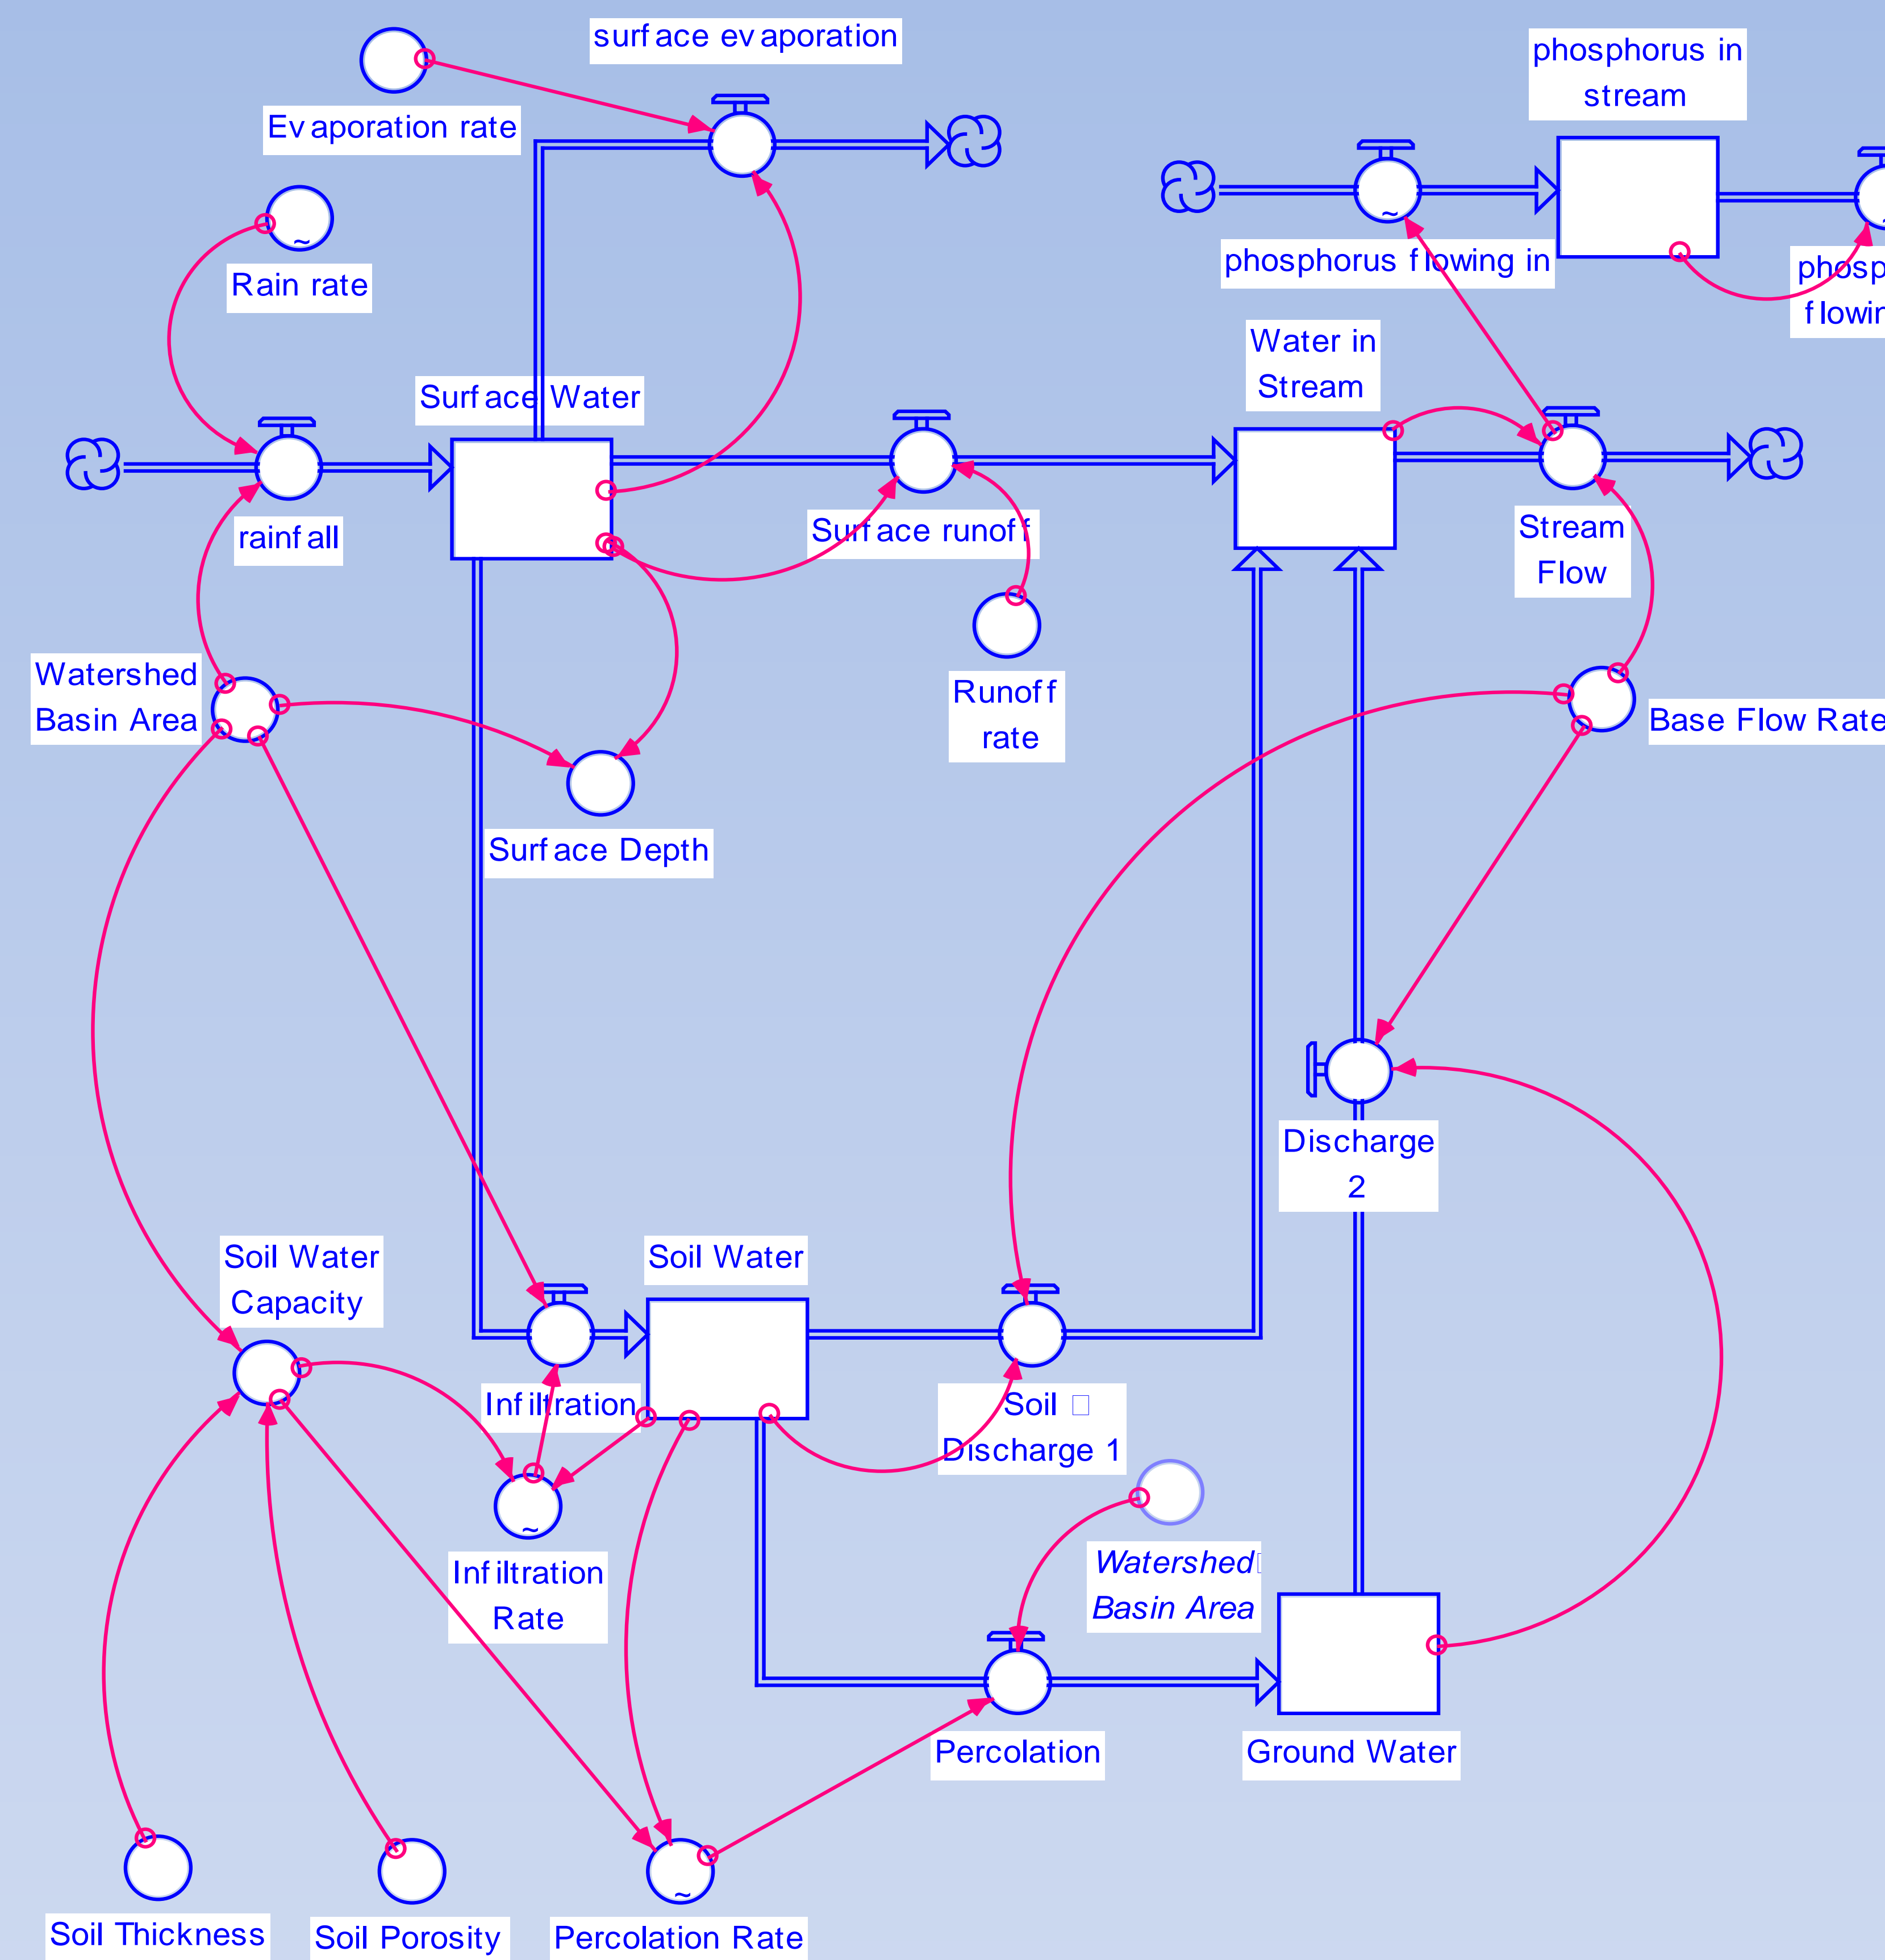 surface evaporation
phosphorus in
stream
Evaporation rate
Rain rate
phosphorus flowing in
Water in
Stream
Surface Water
rainfall
Surface runoff
Stream
Flow
Watershed
Basin Area
Runoff
rate
Base Flow Rate
Surface Depth
Discharge
2
Soil Water
Capacity
Soil Water
Infiltration
Soil
Discharge 1
Infiltration
Rate
Watershed
Basin Area
Percolation
Ground Water
Soil Thickness
Soil Porosity
Percolation Rate
~
~
~
~